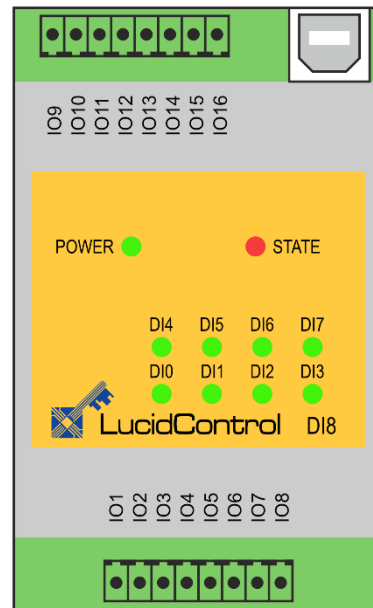 IO9 IO10 IO11 IO12 IO13 IO14 IO15 IO16
POWER STATE
DI4 DI5 DI6 DI7
DI0 DI1 DI2 DI3
LucidControl DI8
IO1 IO2 IO3 IO4 IO5 IO6 IO7 IO8